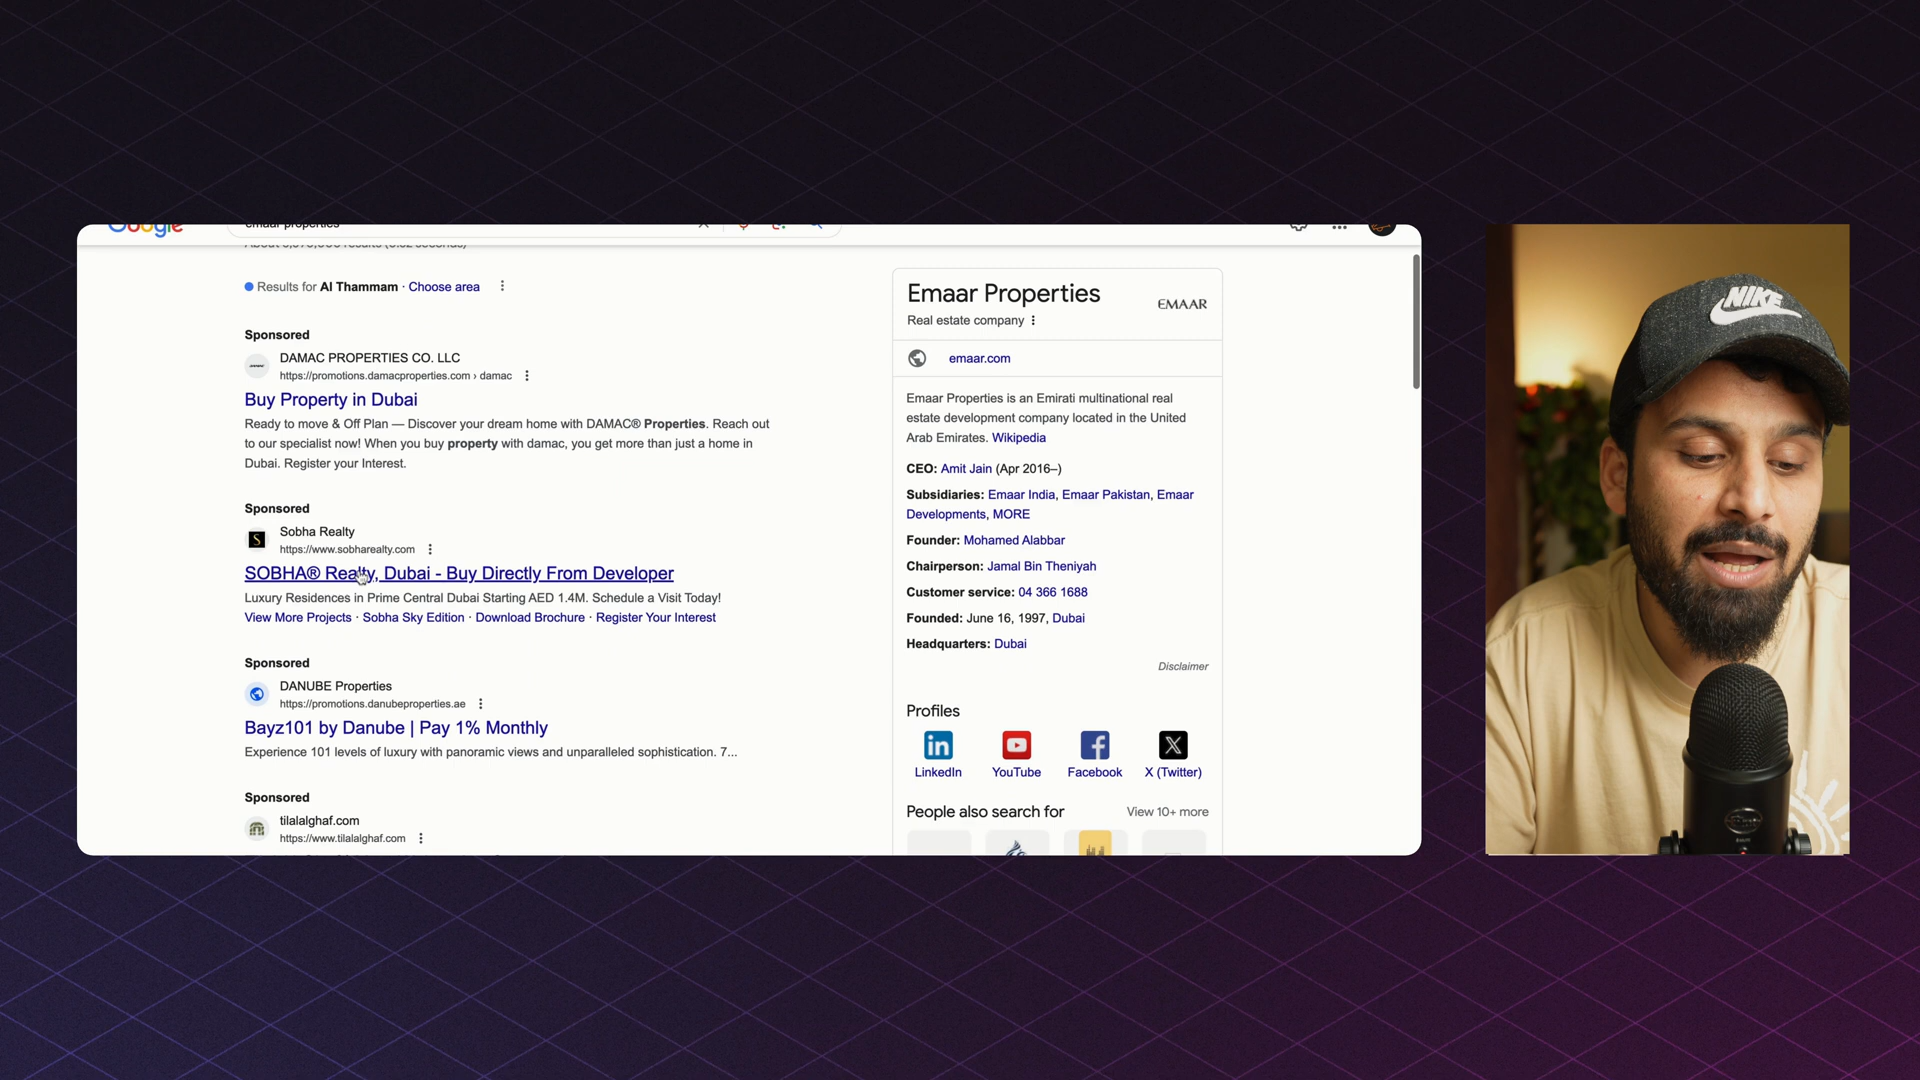 Google
emaar properties
Results for Al Thammam · Choose area
Sponsored
DAMAC PROPERTIES CO. LLC
https://promotions.damacproperties.com › damac
Buy Property in Dubai
Ready to move & Off Plan — Discover your dream home with DAMAC® Properties. Reach out
to our specialist now! When you buy property with damac, you get more than just a home in
Dubai. Register your Interest.
Sponsored
S
Sobha Realty
https://www.sobharealty.com
SOBHA® Realty, Dubai - Buy Directly From Developer
Luxury Residences in Prime Central Dubai Starting AED 1.4M. Schedule a Visit Today!
View More Projects · Sobha Sky Edition · Download Brochure · Register Your Interest
Sponsored
DANUBE Properties
https://promotions.danubeproperties.ae
Bayz101 by Danube | Pay 1% Monthly
Experience 101 levels of luxury with panoramic views and unparalleled sophistication. 7...
Sponsored
tilalalghaf.com
https://www.tilalalghaf.com
Emaar Properties
EMAAR
Real estate company
emaar.com
Emaar Properties is an Emirati multinational real
estate development company located in the United
Arab Emirates. Wikipedia
CEO: Amit Jain (Apr 2016–)
Subsidiaries: Emaar India, Emaar Pakistan, Emaar
Developments, MORE
Founder: Mohamed Alabbar
Chairperson: Jamal Bin Theniyah
Customer service: 04 366 1688
Founded: June 16, 1997, Dubai
Headquarters: Dubai
Disclaimer
Profiles
in
X
LinkedIn YouTube Facebook X (Twitter)
People also search for View 10+ more
NIKE